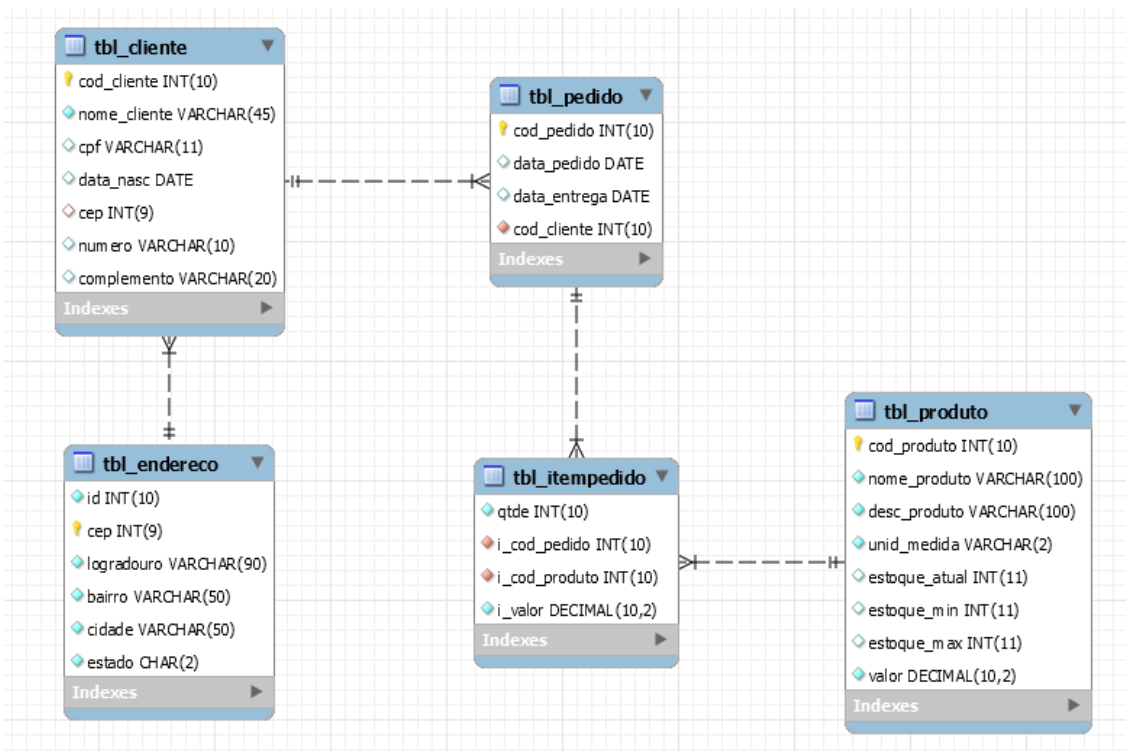 tbl_cliente
cod_cliente INT(10)
nome_cliente VARCHAR(45)
cpf VARCHAR(11)
data_nasc DATE
cep INT(9)
numero VARCHAR(10)
complemento VARCHAR(20)
Indexes
tbl_pedido
cod_pedido INT(10)
data_pedido DATE
data_entrega DATE
cod_cliente INT(10)
Indexes
tbl_endereco
id INT(10)
cep INT(9)
logradouro VARCHAR(90)
bairro VARCHAR(50)
cidade VARCHAR(50)
estado CHAR(2)
Indexes
tbl_itempedido
qtde INT(10)
i_cod_pedido INT(10)
i_cod_produto INT(10)
i_valor DECIMAL(10,2)
Indexes
tbl_produto
cod_produto INT(10)
nome_produto VARCHAR(100)
desc_produto VARCHAR(100)
unid_medida VARCHAR(2)
estoque_atual INT(11)
estoque_min INT(11)
estoque_max INT(11)
valor DECIMAL(10,2)
Indexes